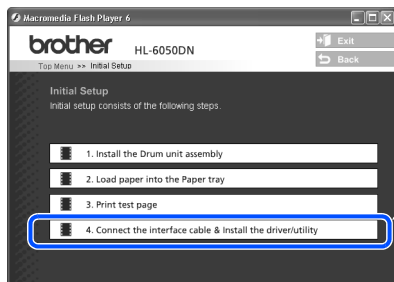 Macromedia Flash Player 6
brother
HL-6050DN
Exit
Top Menu >> Initial Setup
Back
Initial Setup
Initial setup consists of the following steps.
1. Install the Drum unit assembly
2. Load paper into the Paper tray
3. Print test page
4. Connect the interface cable & Install the driver/utility